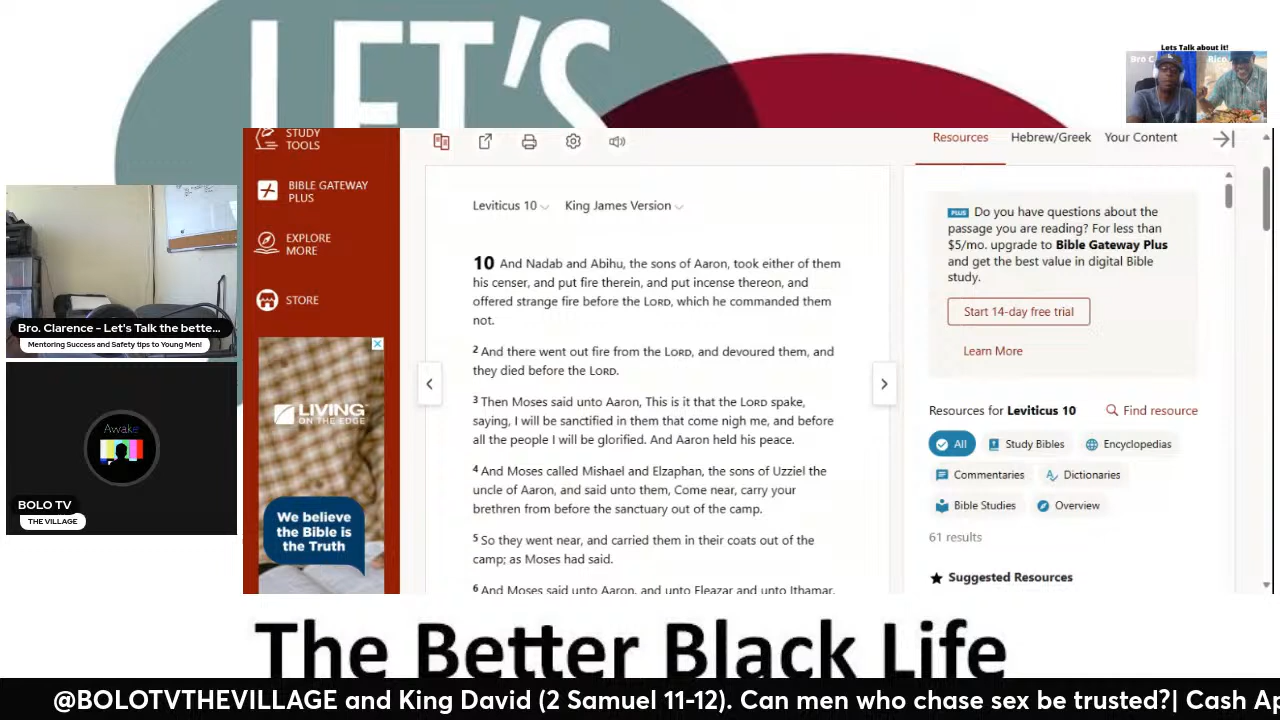 LET'S
Lets Talk about it!
Bro C
Rico
STUDY
TOOLS
BIBLE GATEWAY
PLUS
EXPLORE
MORE
STORE
LIVING
ON THE EDGE
We believe
the Bible is
the Truth
Leviticus 10
King James Version
10 And Nadab and Abihu, the sons of Aaron, took either of them
his censer, and put fire therein, and put incense thereon, and
offered strange fire before the LORD, which he commanded them
not.
2 And there went out fire from the LORD, and devoured them, and
they died before the LORD.
3 Then Moses said unto Aaron, This is it that the LORD spake,
saying, I will be sanctified in them that come nigh me, and before
all the people I will be glorified. And Aaron held his peace.
4 And Moses called Mishael and Elzaphan, the sons of Uzziel the
uncle of Aaron, and said unto them, Come near, carry your
brethren from before the sanctuary out of the camp.
5 So they went near, and carried them in their coats out of the
camp; as Moses had said.
6 And Moses said unto Aaron, and unto Eleazar and unto Ithamar,
Resources
Hebrew/Greek
Your Content
PLUS Do you have questions about the
passage you are reading? For less than
$5/mo. upgrade to Bible Gateway Plus
and get the best value in digital Bible
study.
Start 14-day free trial
Learn More
Resources for Leviticus 10
Find resource
All
Study Bibles
Encyclopedias
Commentaries
Dictionaries
Bible Studies
Overview
61 results
Suggested Resources
Bro. Clarence - Let's Talk the bette...
Mentoring Success and Safety tips to Young Men!
Awake
BOLO TV
THE VILLAGE
The Better Black Life
@BOLOTVTHEVILLAGE and King David (2 Samuel 11-12). Can men who chase sex be trusted?| Cash Ap